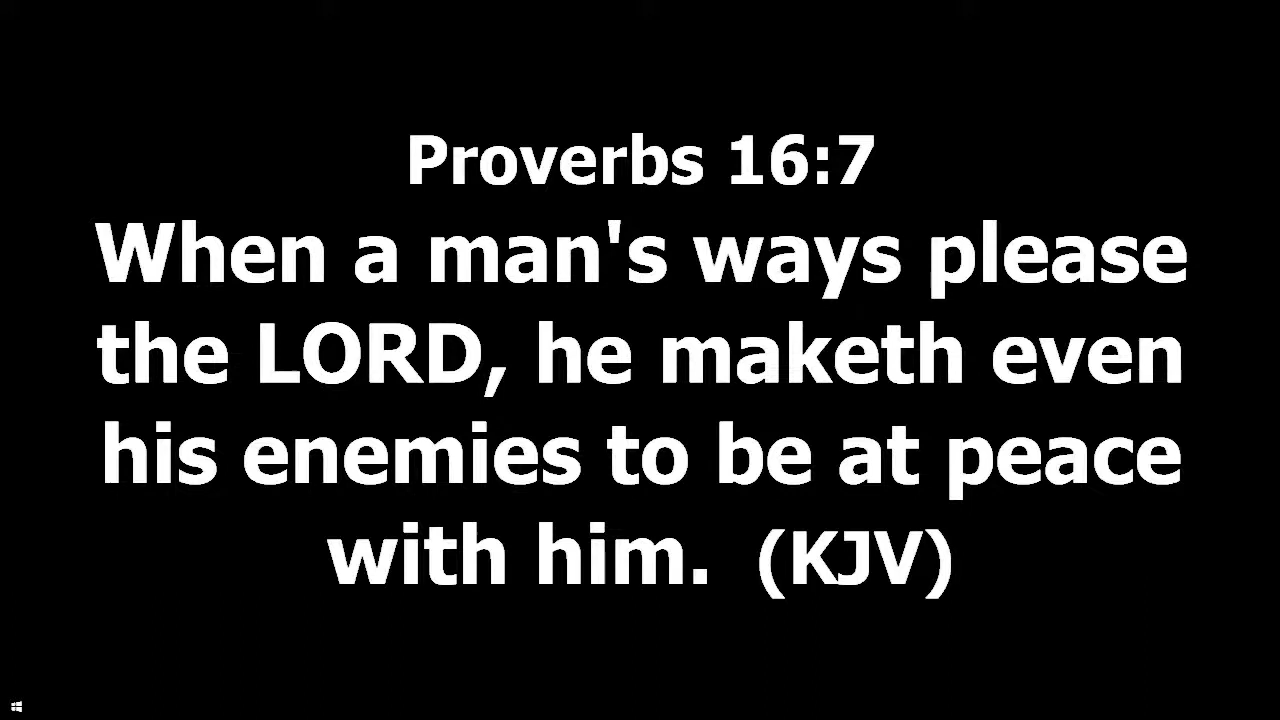 Proverbs 16:7
When a man's ways please
the LORD, he maketh even
his enemies to be at peace
with him.  (KJV)